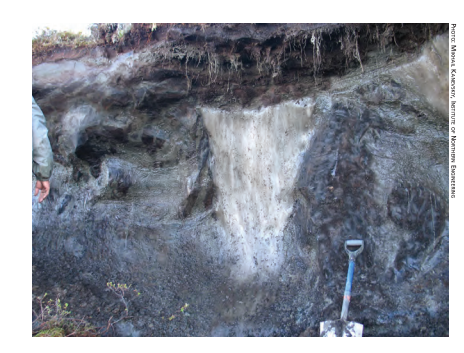 PHOTO: MIKHAIL KANEVSKIY, INSTITUTE OF NORTHERN ENGINEERING